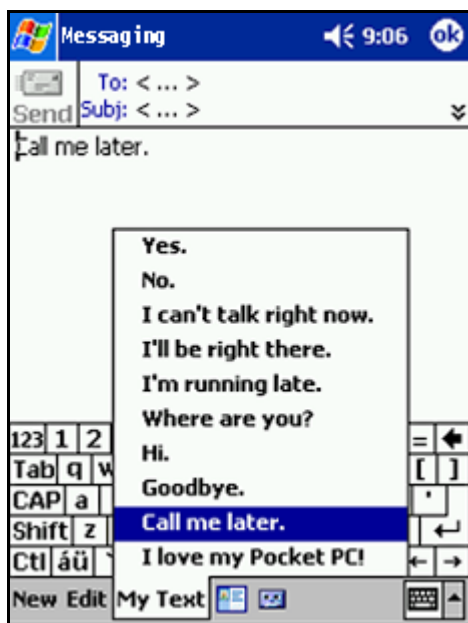 Messaging 9:06 ok
To: < ... >
Send Subj: < ... >
Call me later.
Yes.
No.
I can't talk right now.
I'll be right there.
I'm running late.
Where are you?
Hi.
Goodbye.
Call me later.
I love my Pocket PC!
123 1 2 =
Tab q w [ ]
CAP a '
Shift z
Ctl áü
New Edit My Text